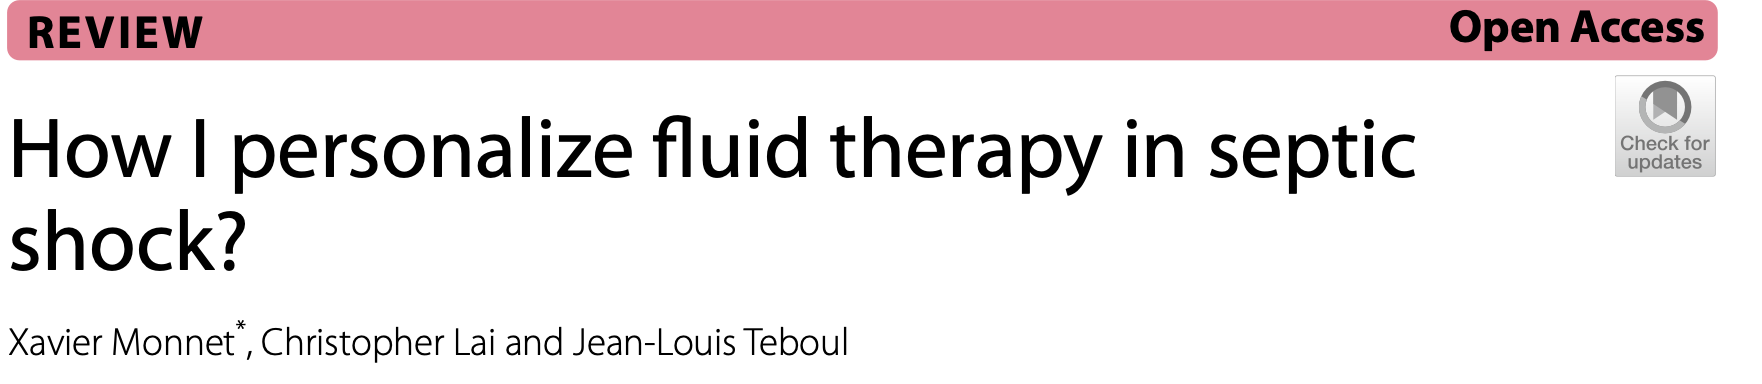 REVIEW
Open Access
How I personalize fluid therapy in septic
shock?
Check for
updates
Xavier Monnet*, Christopher Lai and Jean-Louis Teboul